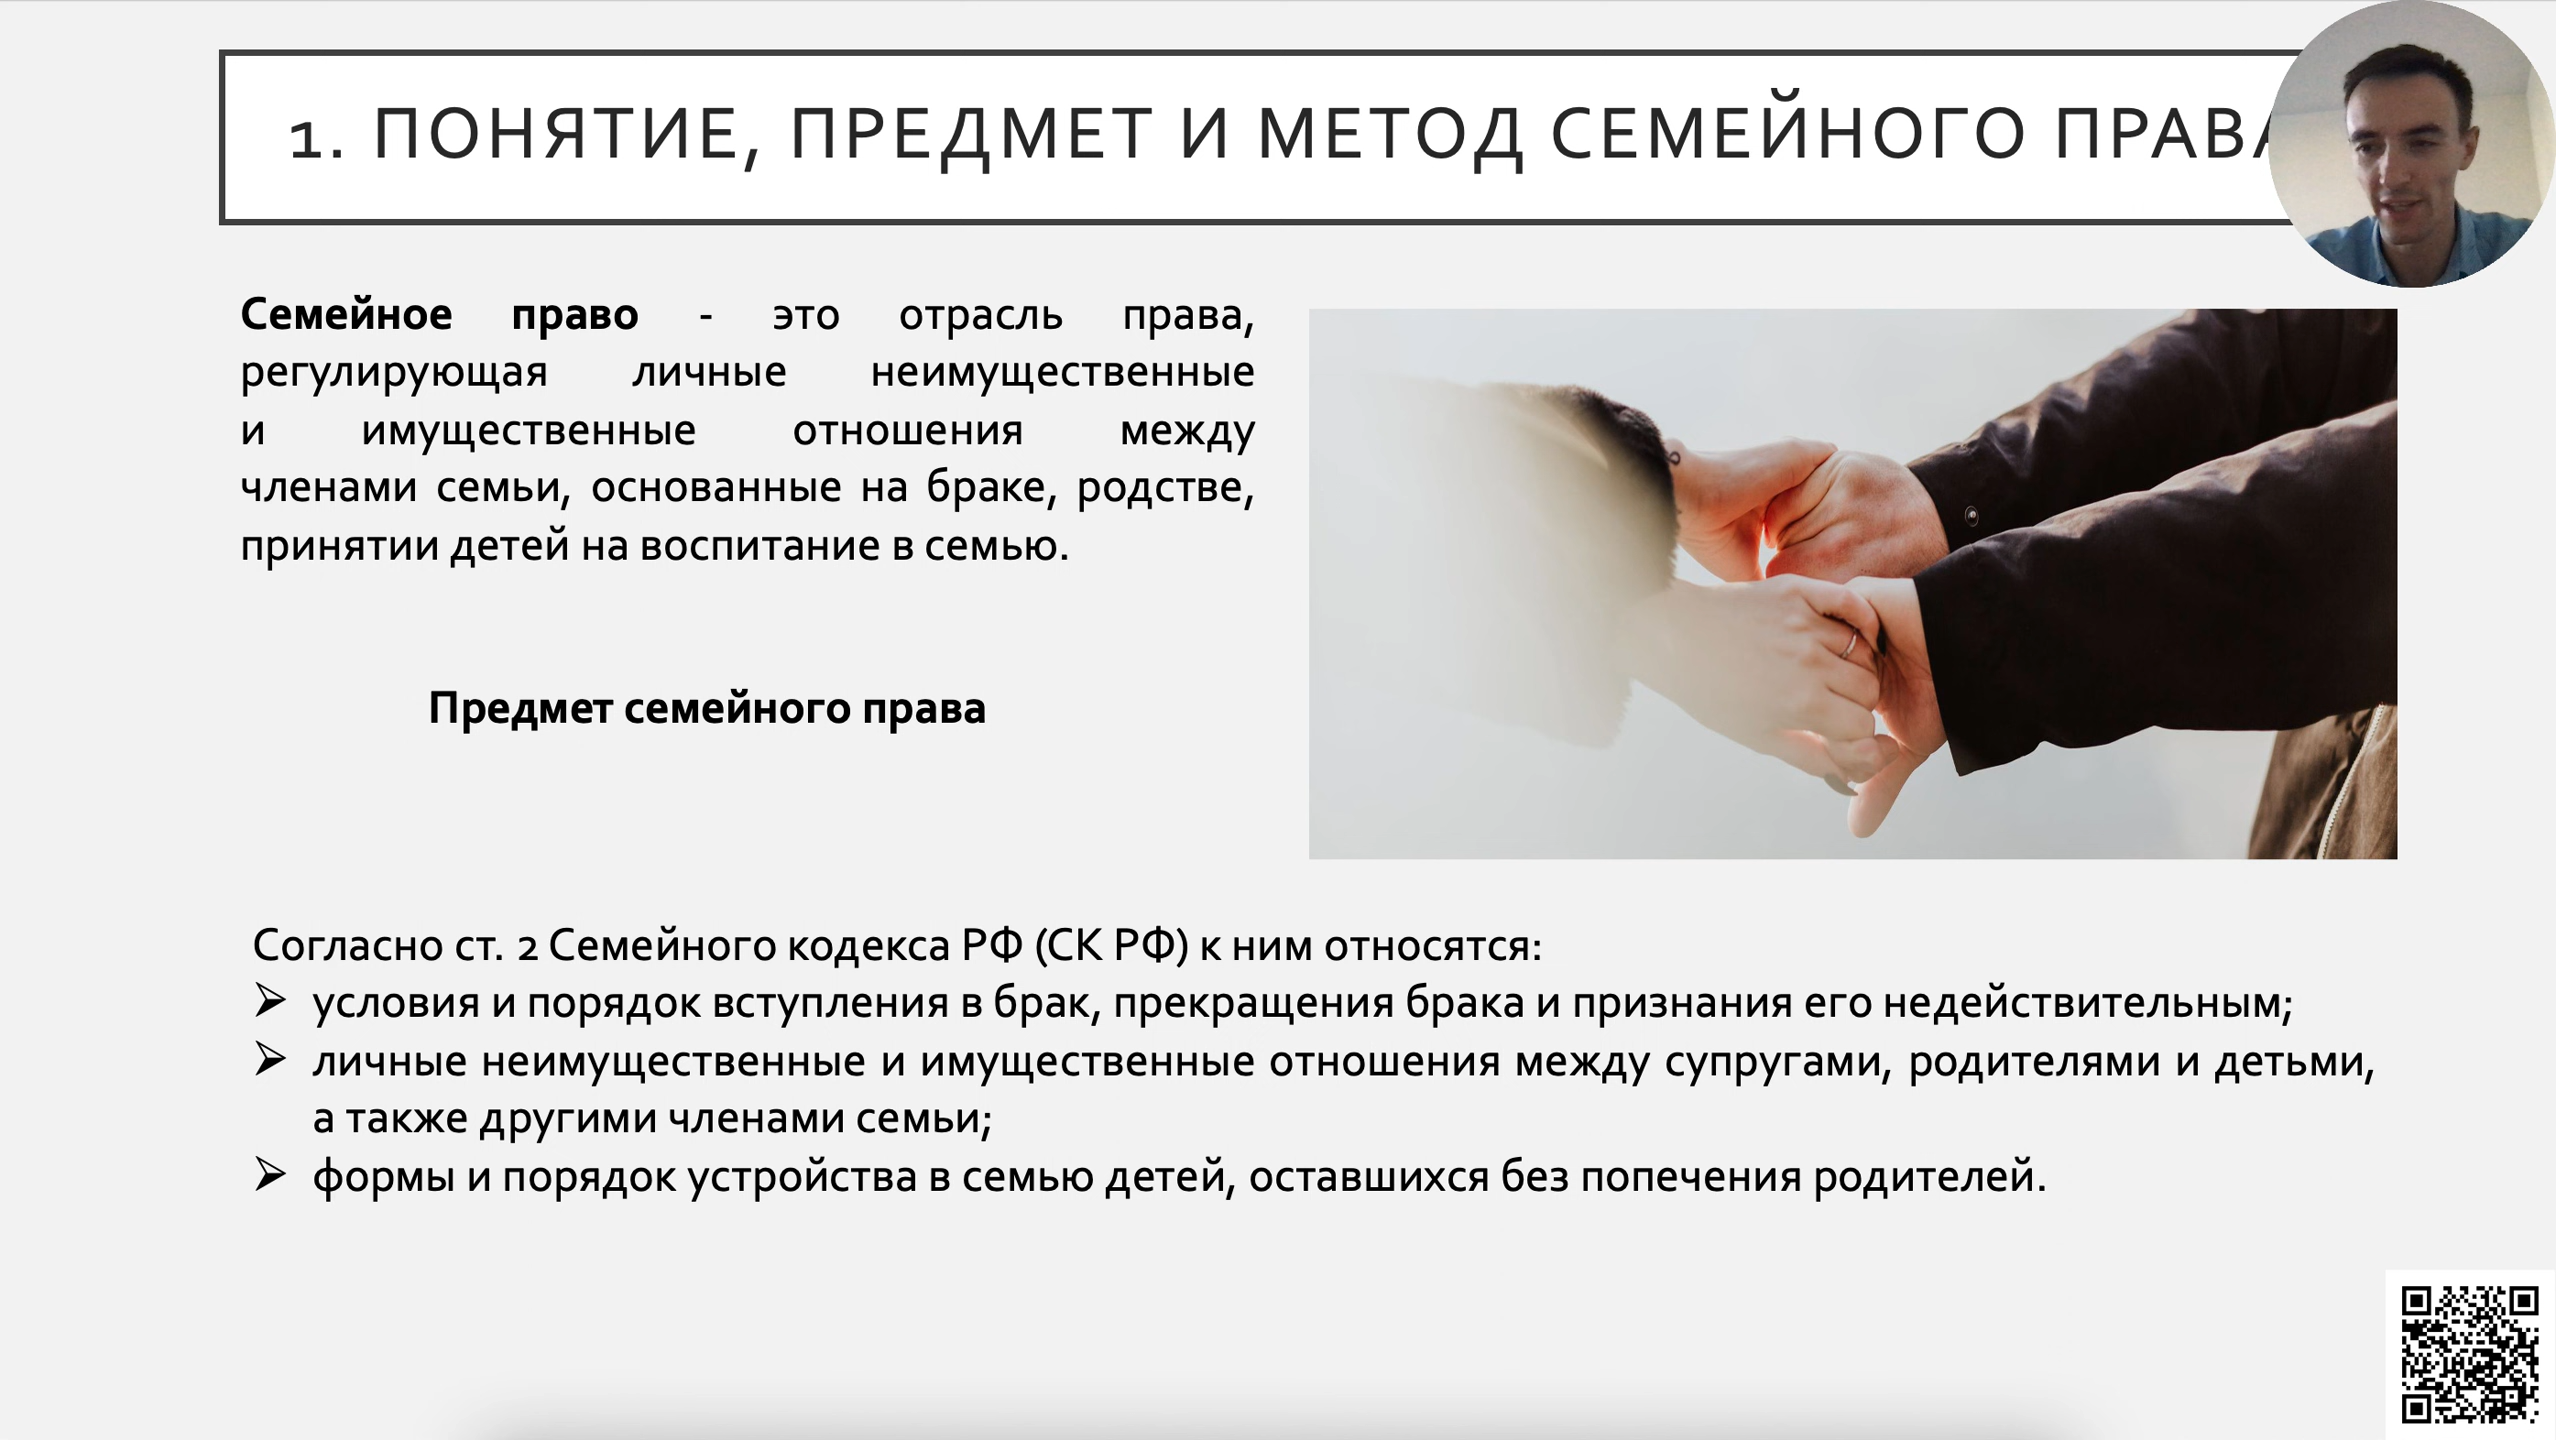 1. ПОНЯТИЕ, ПРЕДМЕТ И МЕТОД СЕМЕЙНОГО ПРАВА
Семейное право - это отрасль права,
регулирующая личные неимущественные
и имущественные отношения между
членами семьи, основанные на браке, родстве,
принятии детей на воспитание в семью.
Предмет семейного права
Согласно ст. 2 Семейного кодекса РФ (СК РФ) к ним относятся:
➢ условия и порядок вступления в брак, прекращения брака и признания его недействительным;
➢ личные неимущественные и имущественные отношения между супругами, родителями и детьми,
а также другими членами семьи;
➢ формы и порядок устройства в семью детей, оставшихся без попечения родителей.